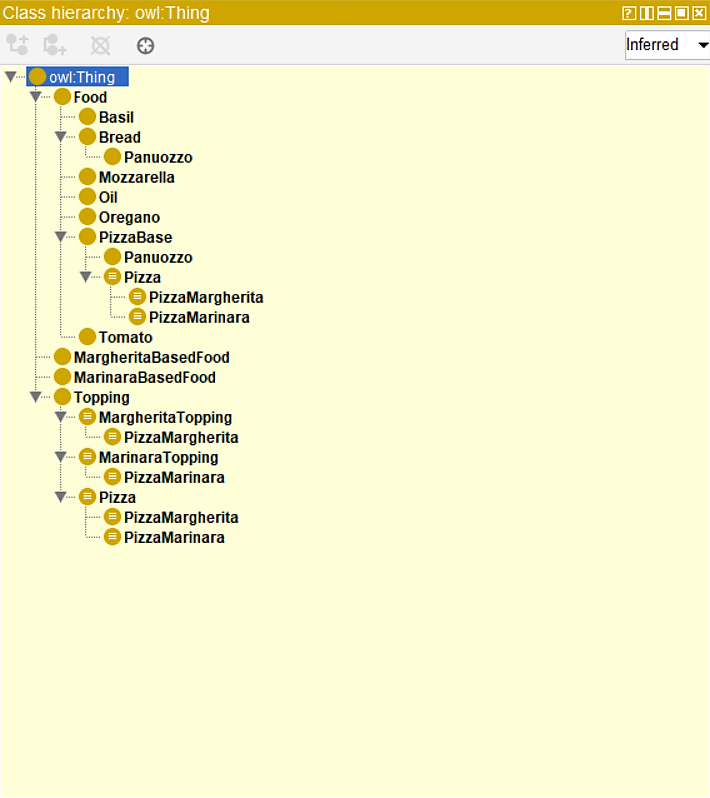 Class hierarchy: owl:Thing
Inferred
owl:Thing
Food
Basil
Bread
Panuozzo
Mozzarella
Oil
Oregano
PizzaBase
Panuozzo
Pizza
PizzaMargherita
PizzaMarinara
Tomato
MargheritaBasedFood
MarinaraBasedFood
Topping
MargheritaTopping
PizzaMargherita
MarinaraTopping
PizzaMarinara
Pizza
PizzaMargherita
PizzaMarinara